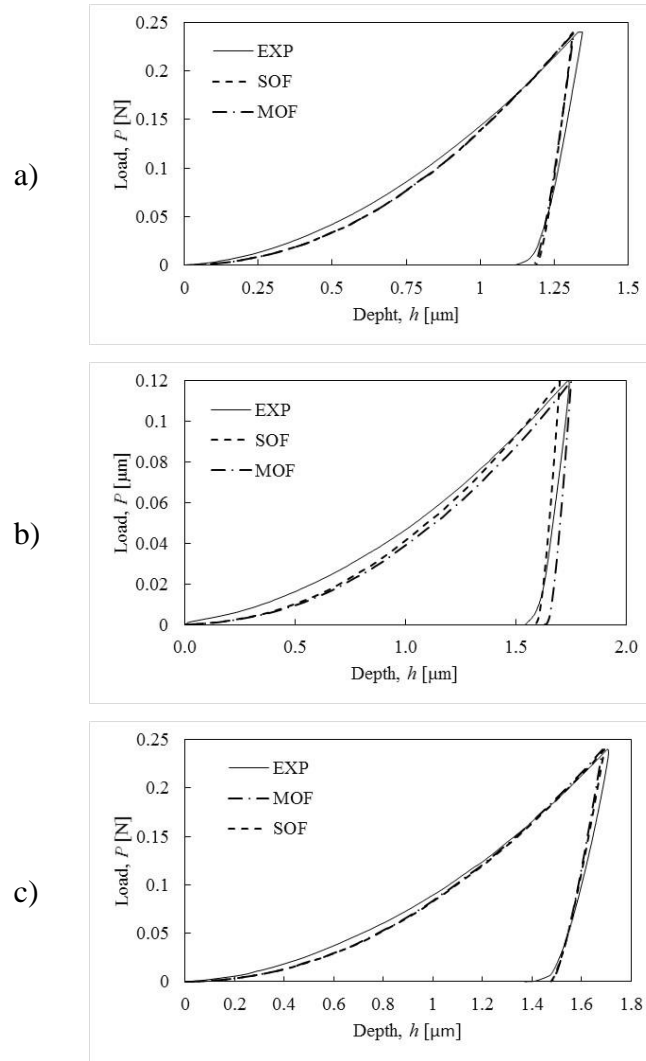 a)
Load, P [N]
0.25
0.2
0.15
0.1
0.05
0
EXP
SOF
MOF
0 0.25 0.5 0.75 1 1.25 1.5
Depht, h [μm]
b)
Load, P [μm]
0.12
0.1
0.08
0.06
0.04
0.02
0
EXP
SOF
MOF
0.0 0.5 1.0 1.5 2.0
Depth, h [μm]
c)
Load, P [N]
0.25
0.2
0.15
0.1
0.05
0
EXP
MOF
SOF
0 0.2 0.4 0.6 0.8 1 1.2 1.4 1.6 1.8
Depth, h [μm]